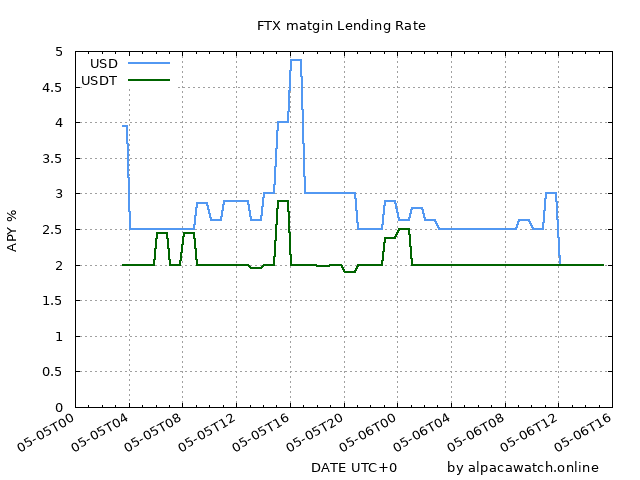 FTX matgin Lending Rate
USD
USDT
APY %
5
4.5
4
3.5
3
2.5
2
1.5
1
0.5
0
05-05T00
05-05T04
05-05T08
05-05T12
05-05T16
05-05T20
05-06T00
05-06T04
05-06T08
05-06T12
05-06T16
DATE UTC+0
by alpacawatch.online